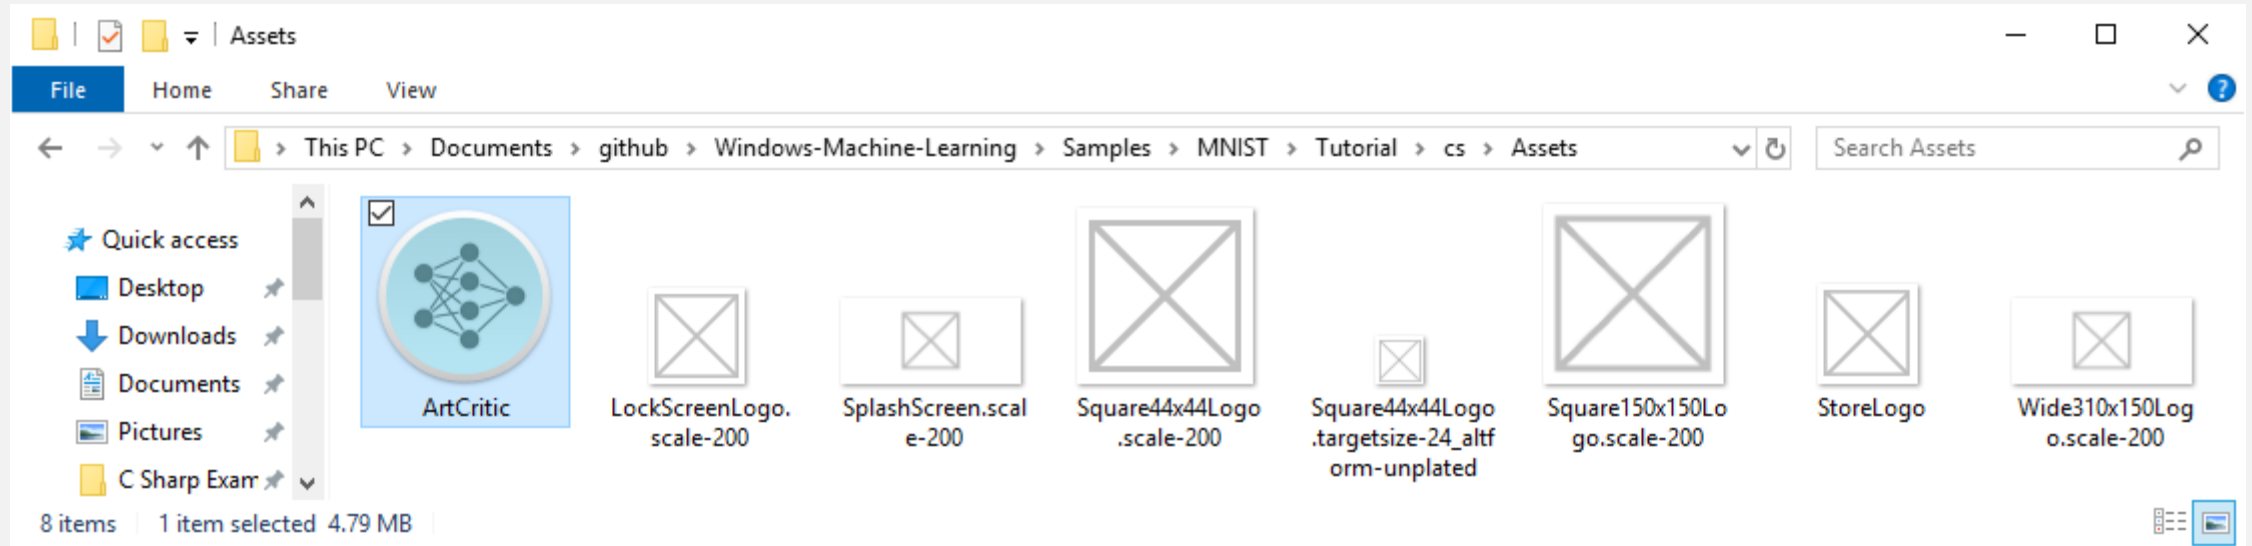 Assets
File Home Share View
This PC > Documents > github > Windows-Machine-Learning > Samples > MNIST > Tutorial > cs > Assets
Search Assets
Quick access
Desktop
Downloads
Documents
Pictures
C Sharp Exam
ArtCritic
LockScreenLogo.
scale-200
SplashScreen.scal
e-200
Square44x44Logo
.scale-200
Square44x44Logo
.targetsize-24_altf
orm-unplated
Square150x150Lo
go.scale-200
StoreLogo
Wide310x150Log
o.scale-200
8 items 1 item selected 4.79 MB